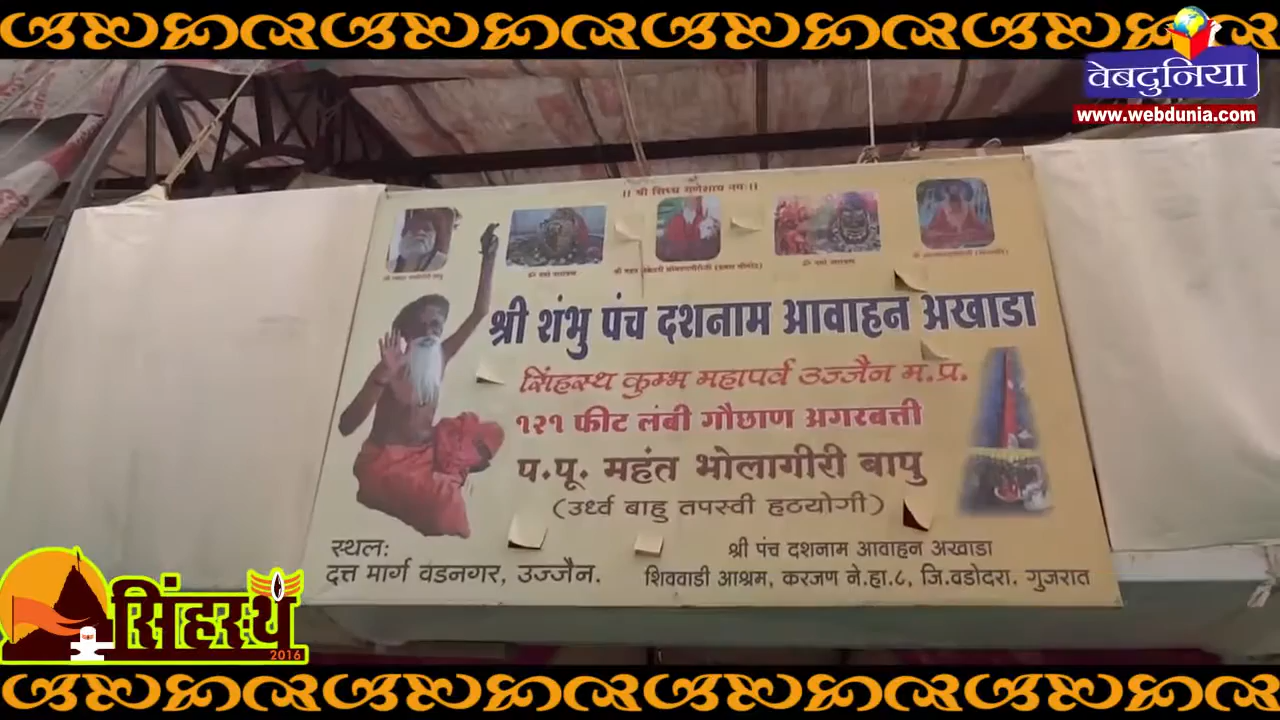 वेबदुनिया
www.webdunia.com
श्री शंभु पंच दशनाम आवाहन अखाडा
सिंहस्थ कुम्भ महापर्व उज्जैन म.प्र.
१२१ फीट लंबी गौछाण अगरबत्ती
प.पू. महंत भोलागीरी बापु
(उर्ध्व बाहु तपस्वी हठयोगी)
स्थल:
दत्त मार्ग वडनगर, उज्जैन.
श्री पंच दशनाम आवाहन अखाडा
शिववाडी आश्रम, करजण ने.हा.८, जि.वडोदरा. गुजरात
सिंहस्थ
2016